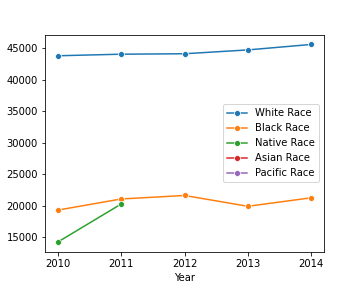 45000
40000
35000
30000
25000
20000
15000
White Race
Black Race
Native Race
Asian Race
Pacific Race
2010 2011 2012 2013 2014
Year